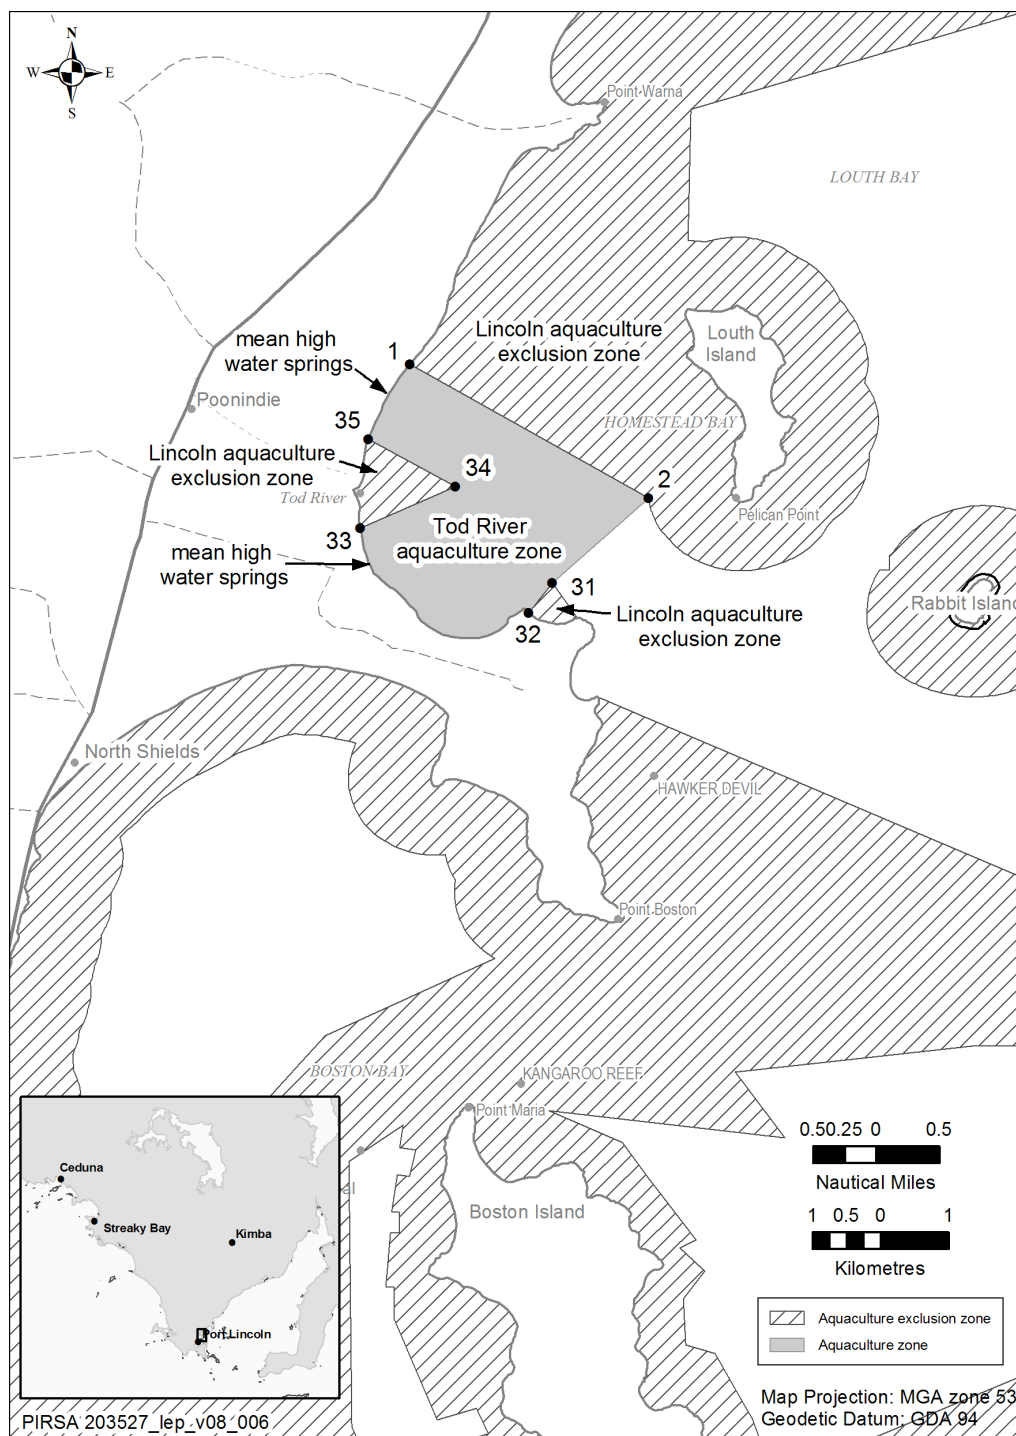 N
W
E
S
Point Warna
LOUTH BAY
mean high
water springs
1
Lincoln aquaculture
exclusion zone
Louth
Island
Poonindie
35
HOMESTEAD BAY
Lincoln aquaculture
exclusion zone
34
2
Tod River
Pelican Point
33
Tod River
aquaculture zone
mean high
water springs
31
32
Lincoln aquaculture
exclusion zone
Rabbit Island
North Shields
HAWKER DEVIL
Point Boston
BOSTON BAY
KANGAROO REEF
Point Maria
Boston Island
al
Ceduna
Streaky Bay
Kimba
Port Lincoln
0.50.25 0 0.5
Nautical Miles
1 0.5 0 1
Kilometres
Aquaculture exclusion zone
Aquaculture zone
Map Projection: MGA zone 53
Geodetic Datum: GDA 94
PIRSA 203527_lep_v08_006